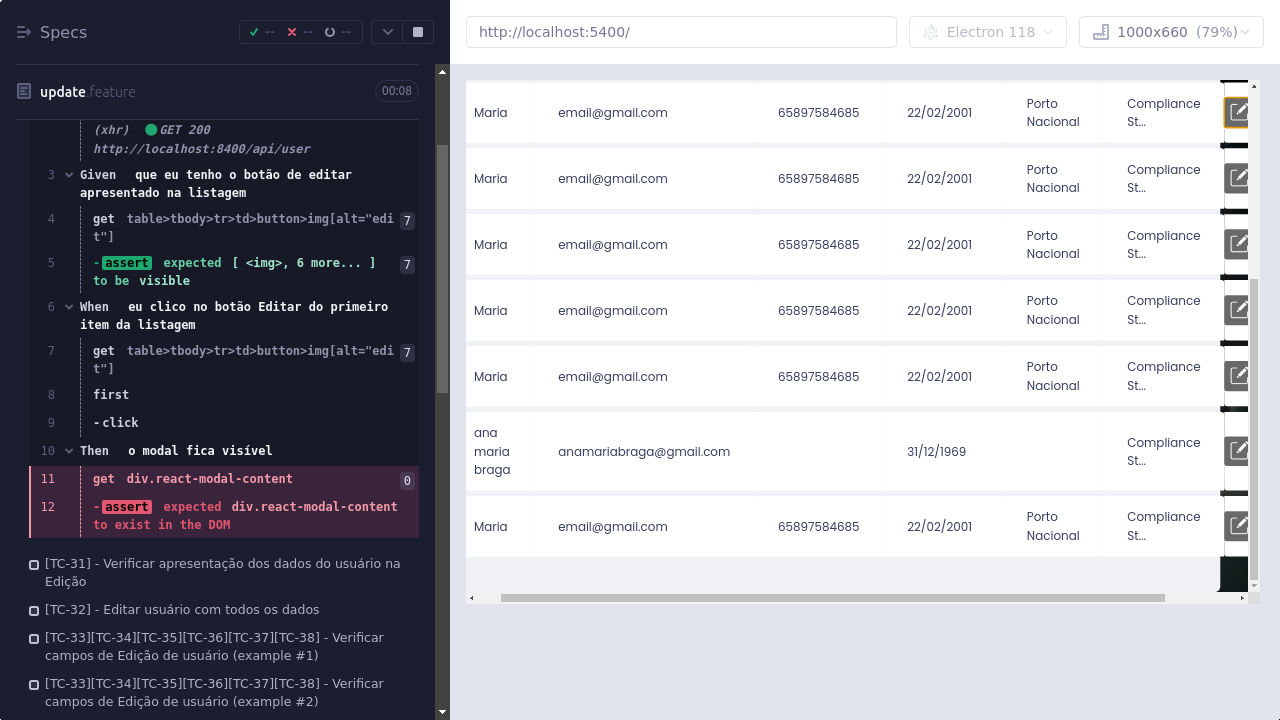 Specs
-- -- --
update.feature 00:08
(xhr) GET 200
http://localhost:8400/api/user
3 Given que eu tenho o botão de editar
apresentado na listagem
4 get table>tbody>tr>td>button>img[alt="edi 7
t"]
5 -assert expected [ <img>, 6 more... ] 7
to be visible
6 When eu clico no botão Editar do primeiro
item da listagem
7 get table>tbody>tr>td>button>img[alt="edi 7
t"]
8 first
9 -click
10 Then o modal fica visível
11 get div.react-modal-content 0
12 -assert expected div.react-modal-content
to exist in the DOM
[TC-31] - Verificar apresentação dos dados do usuário na
Edição
[TC-32] - Editar usuário com todos os dados
[TC-33][TC-34][TC-35][TC-36][TC-37][TC-38] - Verificar
campos de Edição de usuário (example #1)
[TC-33][TC-34][TC-35][TC-36][TC-37][TC-38] - Verificar
campos de Edição de usuário (example #2)
http://localhost:5400/
Electron 118
1000x660 (79%)
Maria email@gmail.com 65897584685 22/02/2001 Porto Nacional Compliance St...
Maria email@gmail.com 65897584685 22/02/2001 Porto Nacional Compliance St...
Maria email@gmail.com 65897584685 22/02/2001 Porto Nacional Compliance St...
Maria email@gmail.com 65897584685 22/02/2001 Porto Nacional Compliance St...
Maria email@gmail.com 65897584685 22/02/2001 Porto Nacional Compliance St...
ana maria braga anamariabraga@gmail.com 31/12/1969 Compliance St...
Maria email@gmail.com 65897584685 22/02/2001 Porto Nacional Compliance St...